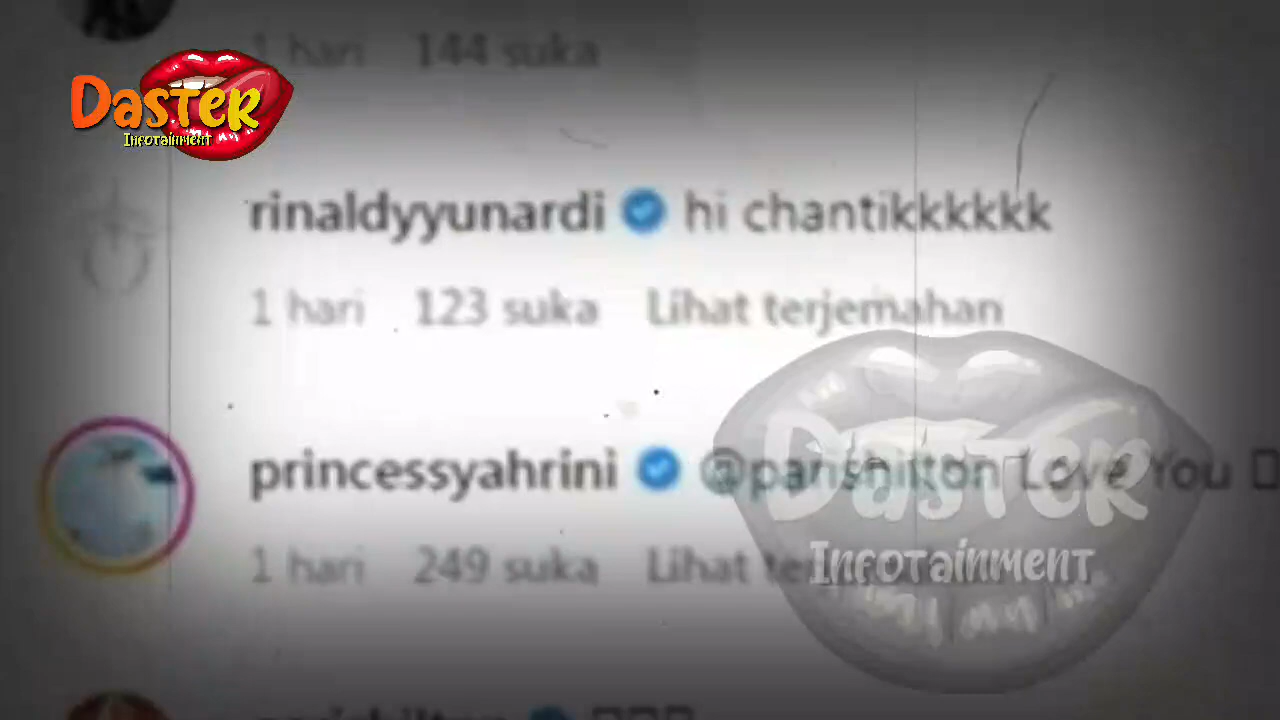 1 hari 144 suka
Daster
Infotainment
rinaldyyunardi hi chantikkkkkk
1 hari 123 suka Lihat terjemahan
princessyahrini @parishilton Love You
1 hari 249 suka Lihat
Daster
Infotainment